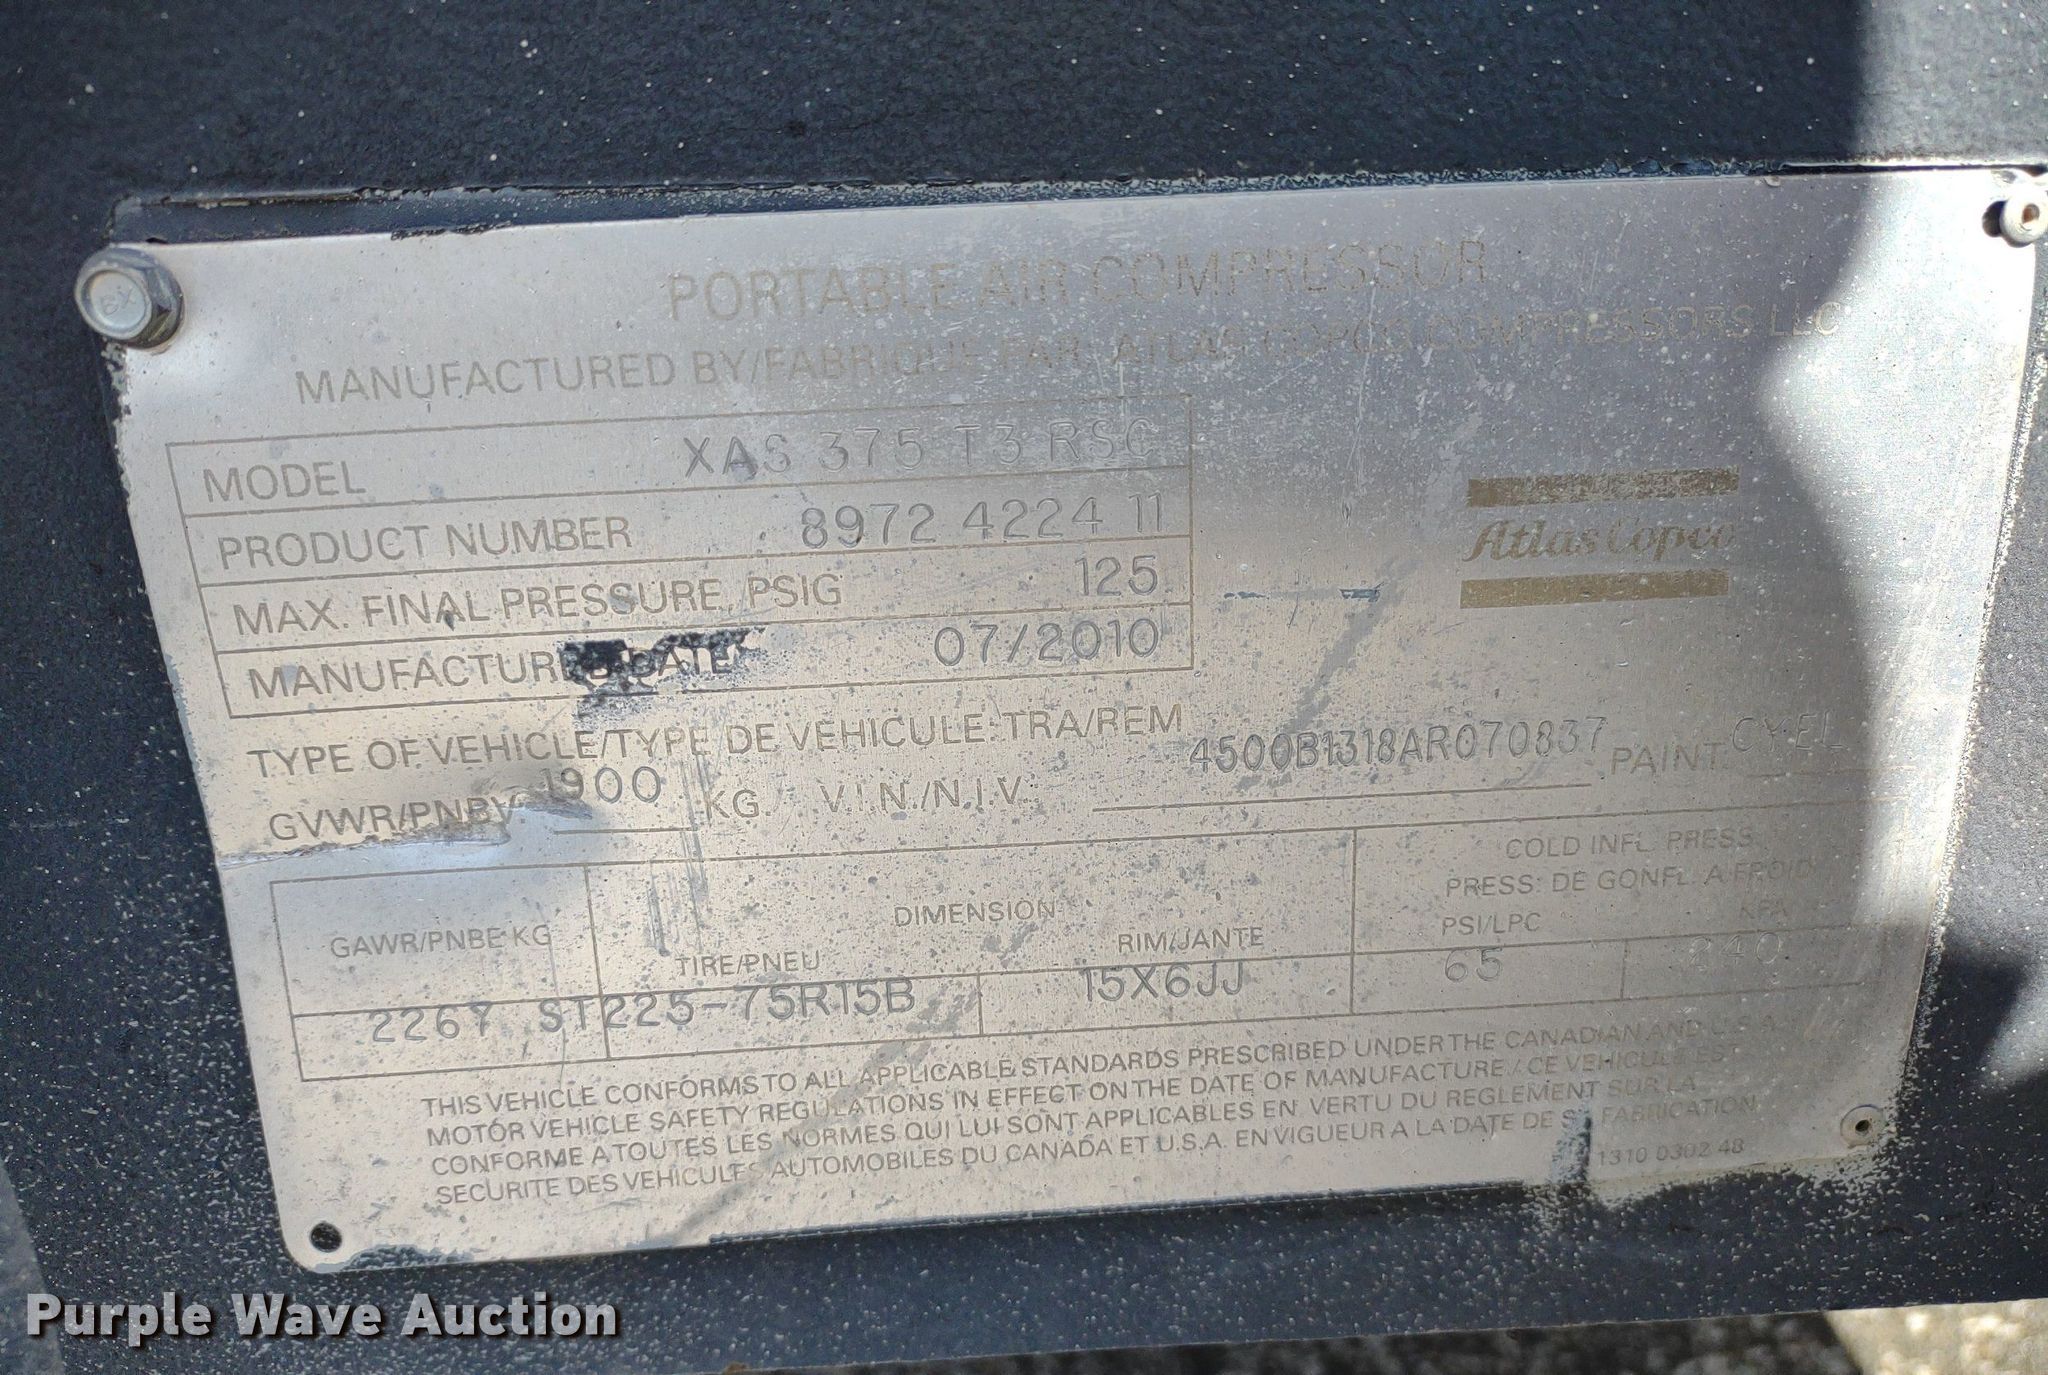 6X
PORTABLE AIR COMPRESSOR
MANUFACTURED BY/FABRIQUE PAR: ATLAS COPCO COMPRESSORS LLC
MODEL XAS 375 T3 RSC
PRODUCT NUMBER 8972 4224 11
MAX. FINAL PRESSURE, PSIG 125
MANUFACTURE DATE 07/2010
Atlas Copco
TYPE OF VEHICLE/TYPE DE VEHICULE: TRA/REM
GVWR/PNBV: 1900 KG. V.I.N./N.I.V. 4500B1318AR070837 PAINT: CYEL
GAWR/PNBE KG DIMENSION COLD INFL. PRESS.
PRESS. DE GONFL. A FROID
TIRE/PNEU RIM/JANTE PSI/LPC KPA
2267 ST225-75R15B 15X6JJ 65 240
THIS VEHICLE CONFORMS TO ALL APPLICABLE STANDARDS PRESCRIBED UNDER THE CANADIAN AND U.S.A.
MOTOR VEHICLE SAFETY REGULATIONS IN EFFECT ON THE DATE OF MANUFACTURE / CE VEHICULE EST
CONFORME A TOUTES LES NORMES QUI LUI SONT APPLICABLES EN VERTU DU REGLEMENT SUR LA
SECURITE DES VEHICULES AUTOMOBILES DU CANADA ET U.S.A. EN VIGUEUR A LA DATE DE SA FABRICATION
1310 0302 48
Purple Wave Auction